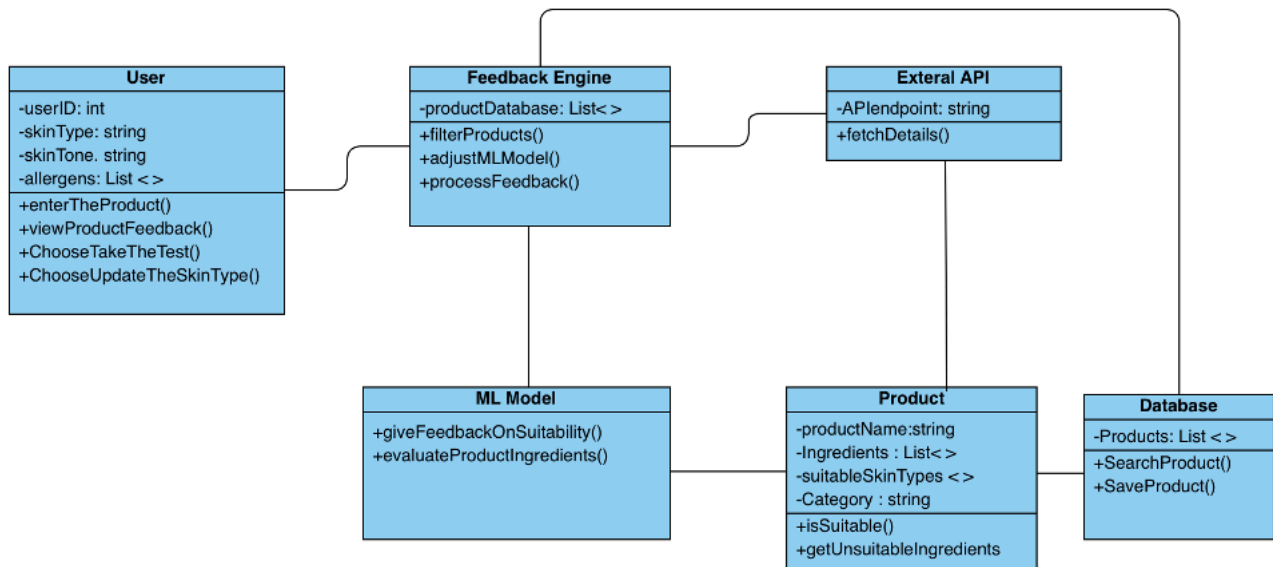 User
-userID: int
-skinType: string
-skinTone. string
-allergens: List < >
+enterTheProduct()
+viewProductFeedback()
+ChooseTakeTheTest()
+ChooseUpdateTheSkinType()
Feedback Engine
-productDatabase: List< >
+filterProducts()
+adjustMLModel()
+processFeedback()
Exteral API
-APIendpoint: string
+fetchDetails()
ML Model
+giveFeedbackOnSuitability()
+evaluateProductIngredients()
Product
-productName:string
-Ingredients : List<>
-suitableSkinTypes < >
-Category : string
+isSuitable()
+getUnsuitableIngredients
Database
-Products: List < >
+SearchProduct()
+SaveProduct()